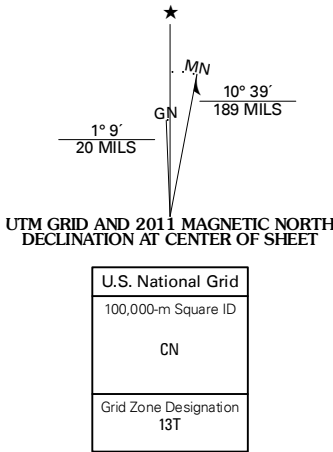 MN
GN
10° 39´
189 MILS
1° 9´
20 MILS
UTM GRID AND 2011 MAGNETIC NORTH
DECLINATION AT CENTER OF SHEET
U.S. National Grid
100,000-m Square ID
CN
Grid Zone Designation
13T